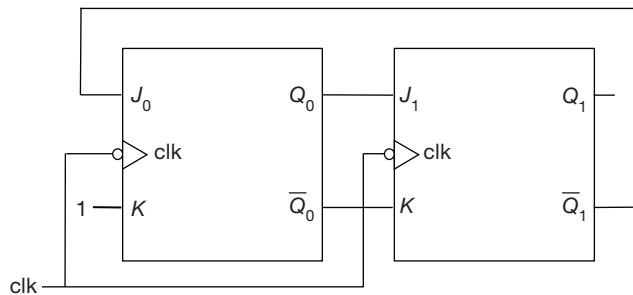 J₀ Q₀ J₁ Q₁
clk clk
1 K Q̅₀ K Q̅₁
clk